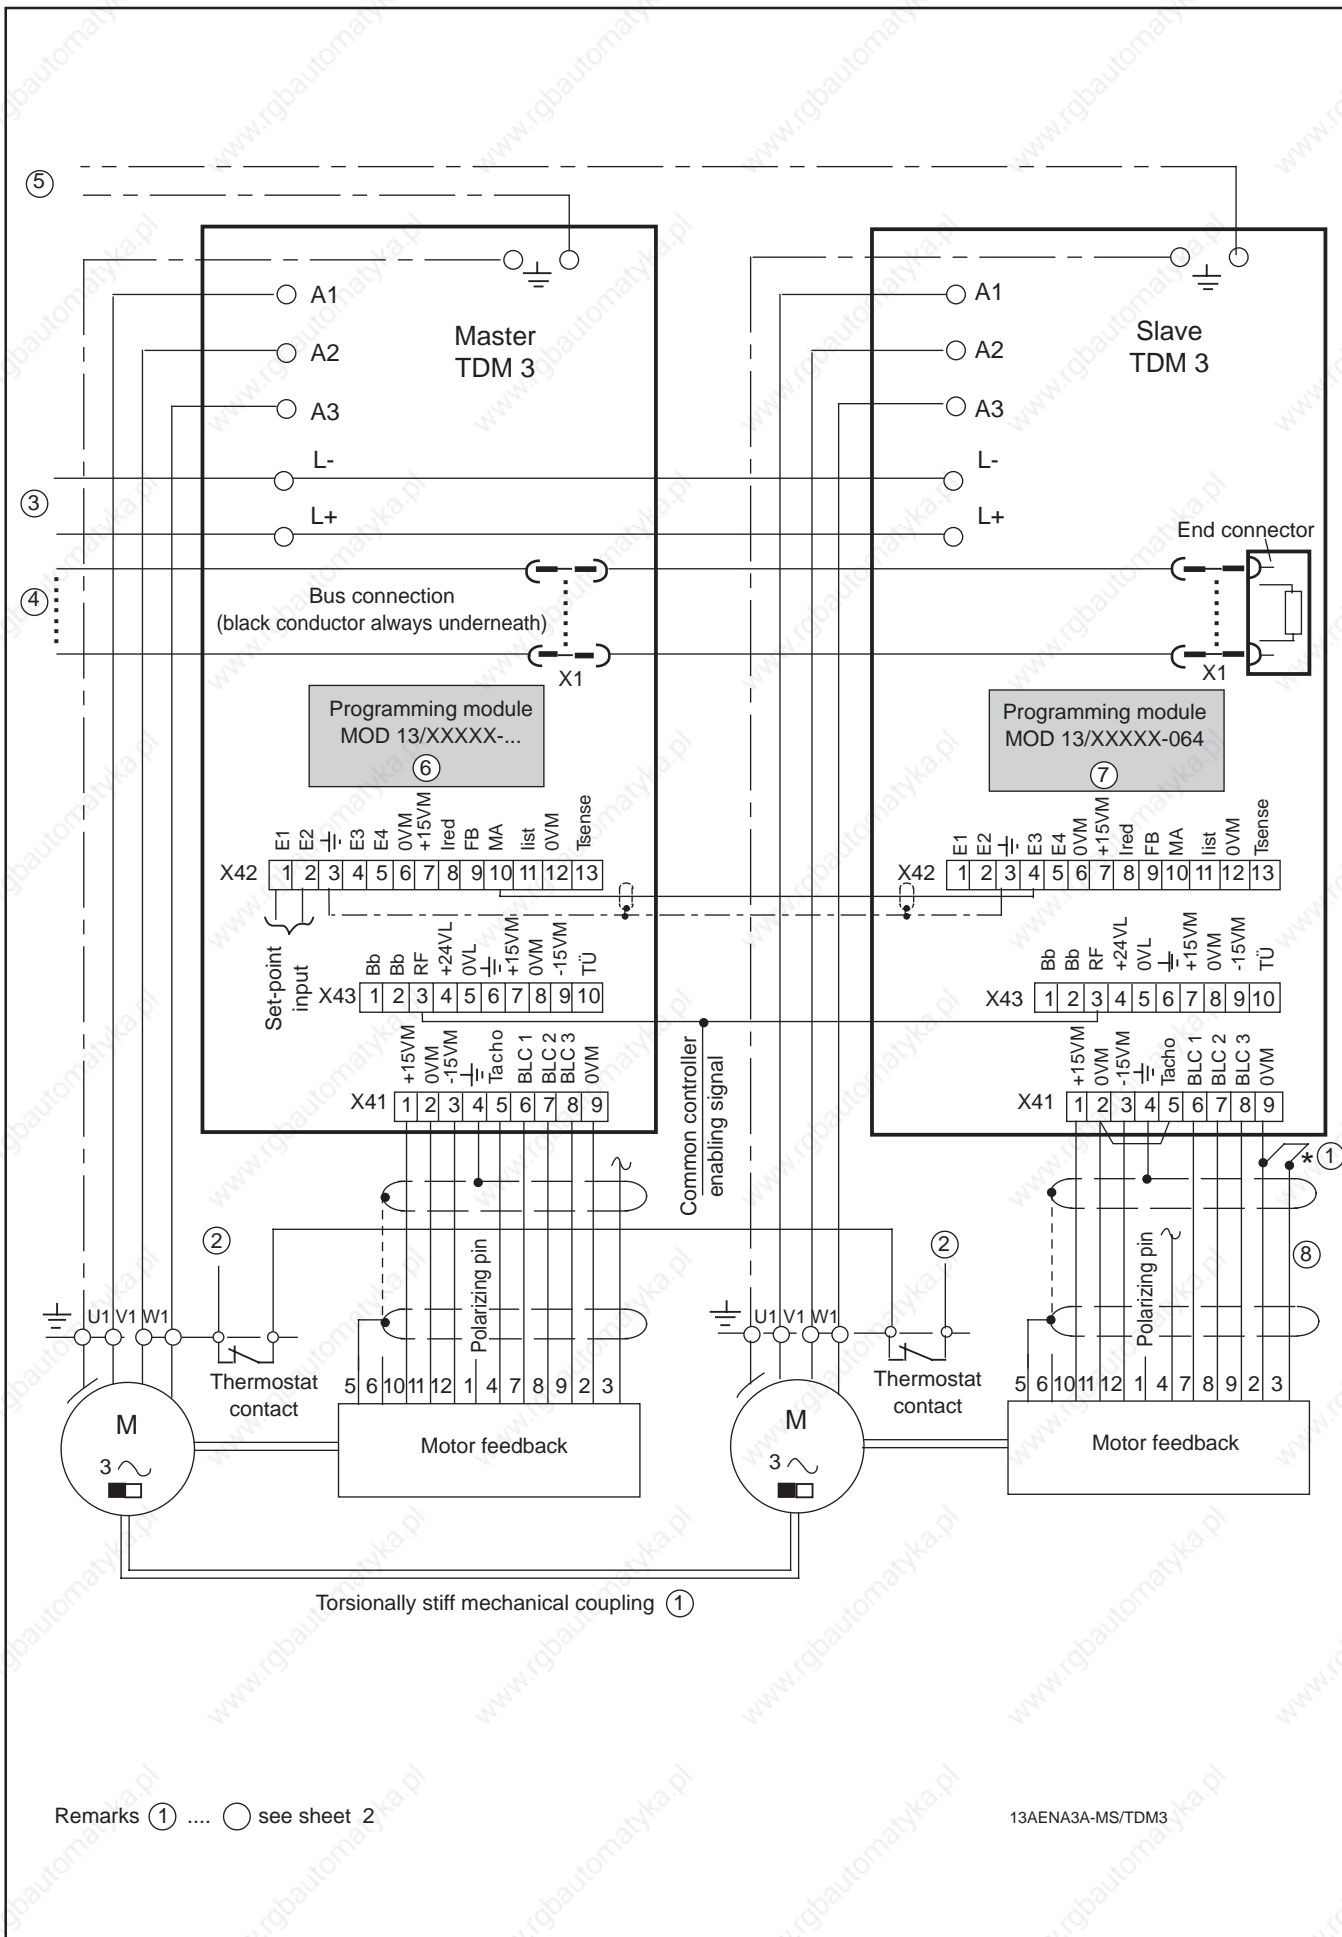 5
A1
A2
A3
Master
TDM 3
L-
L+
A1
A2
A3
Slave
TDM 3
L-
L+
3
4
Bus connection
(black conductor always underneath)
X1
End connector
X1
Programming module
MOD 13/XXXXX-...
6
Programming module
MOD 13/XXXXX-064
7
E1 E2 E3 E4 0VM +15VM Ired FB MA Iist 0VM Tsense
X42 1 2 3 4 5 6 7 8 9 10 11 12 13
E1 E2 E3 E4 0VM +15VM Ired FB MA Iist 0VM Tsense
X42 1 2 3 4 5 6 7 8 9 10 11 12 13
Set-point
input
Bb Bb RF +24VL 0VL +15VM 0VM -15VM TÜ
X43 1 2 3 4 5 6 7 8 9 10
Bb Bb RF +24VL 0VL +15VM 0VM -15VM TÜ
X43 1 2 3 4 5 6 7 8 9 10
+15VM 0VM -15VM Tacho BLC 1 BLC 2 BLC 3 0VM
X41 1 2 3 4 5 6 7 8 9
Common controller
enabling signal
+15VM 0VM -15VM Tacho BLC 1 BLC 2 BLC 3 0VM
X41 1 2 3 4 5 6 7 8 9
* 1
2
2
8
Polarizing pin
Polarizing pin
U1 V1 W1
U1 V1 W1
Thermostat
contact
5 6 10 11 12 1 4 7 8 9 2 3
Thermostat
contact
5 6 10 11 12 1 4 7 8 9 2 3
M
3
Motor feedback
M
3
Motor feedback
Torsionally stiff mechanical coupling 1
Remarks 1 .... see sheet 2
13AENA3A-MS/TDM3
www.rgbautomatyka.pl